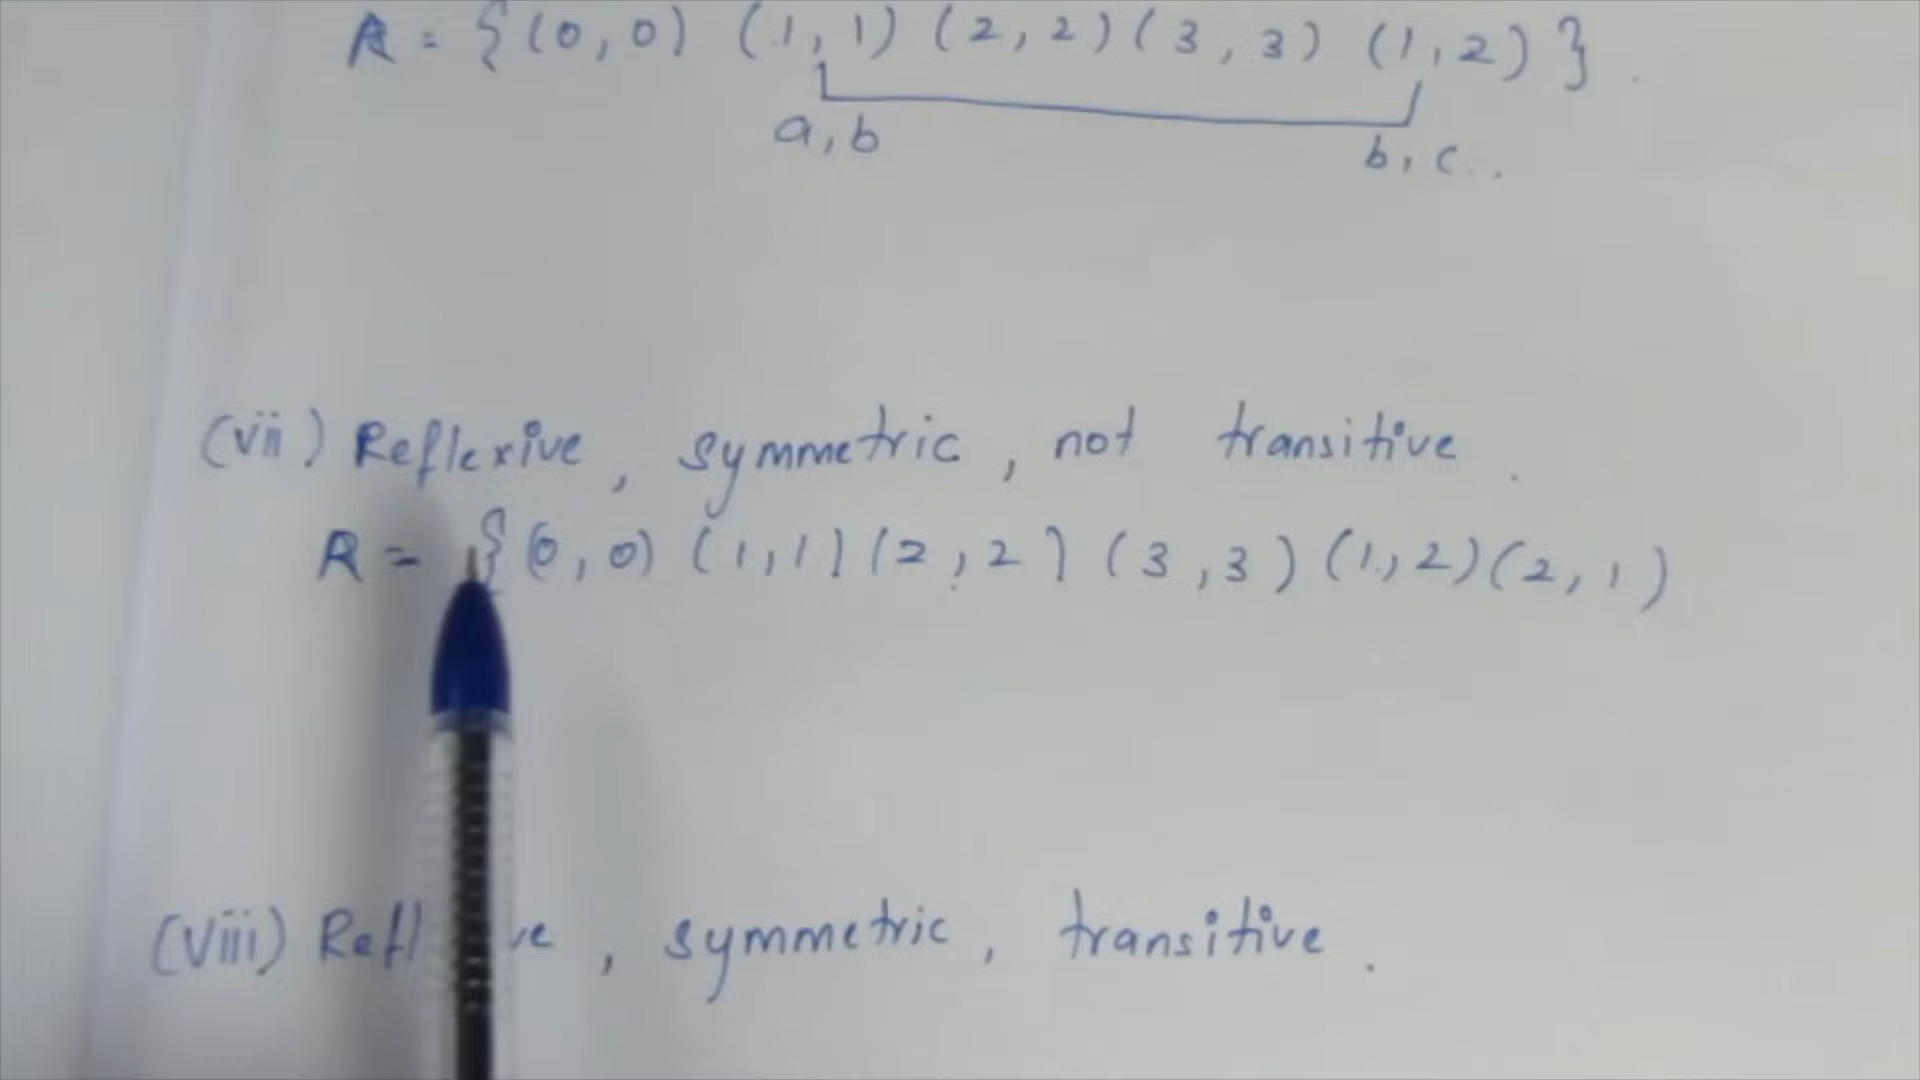 R = {(0,0) (1,1) (2,2) (3,3) (1,2)}.
a,b b,c..
(vii) Reflexive, symmetric, not transitive.
R = {(0,0) (1,1) (2,2) (3,3) (1,2) (2,1)
(viii) Refl ve, symmetric, transitive.